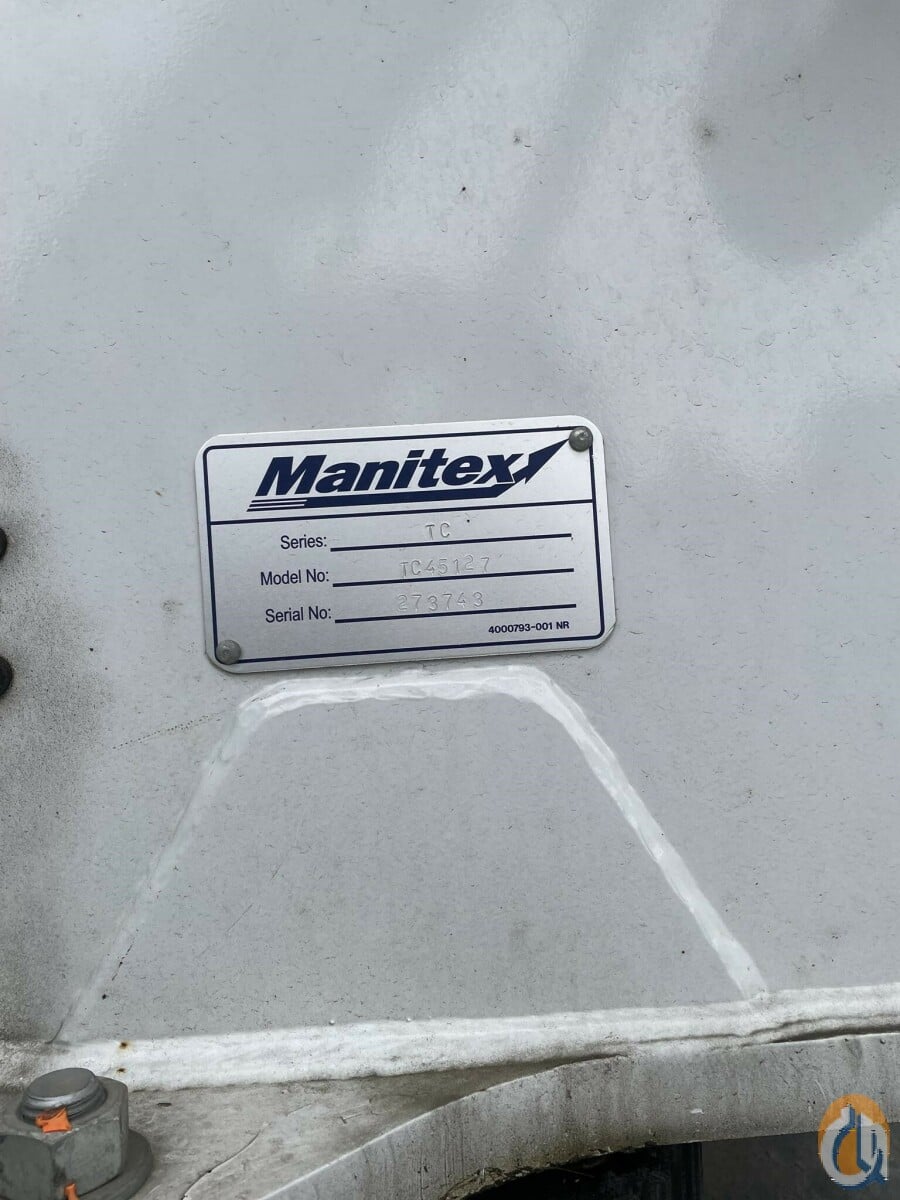 Manitex
Series: TC
Model No: TC45127
Serial No: 273743
4000793-001 NR